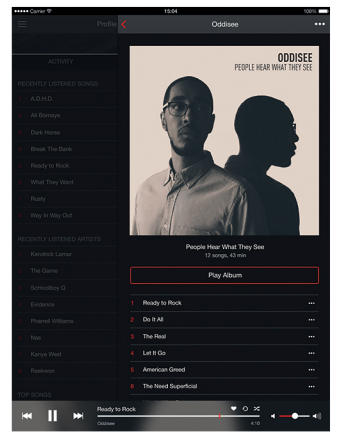 Carrier
15:04
100%
Profile
Oddisee
ACTIVITY
RECENTLY LISTENED SONGS
A.D.H.D.
All Bomaye
Dark Horse
Break The Bank
Ready to Rock
What They Want
Rusty
Way In Way Out
RECENTLY LISTENED ARTISTS
Kendrick Lamar
The Game
Schoolboy Q
Evidence
Pharrell Williams
Nas
Kanye West
Raekwon
TOP SONGS
ODDISEE
PEOPLE HEAR WHAT THEY SEE
People Hear What They See
12 songs, 43 min
Play Album
1 Ready to Rock
2 Do It All
3 The Real
4 Let It Go
5 American Greed
6 The Need Superficial
Ready to Rock
Oddisee
4:10